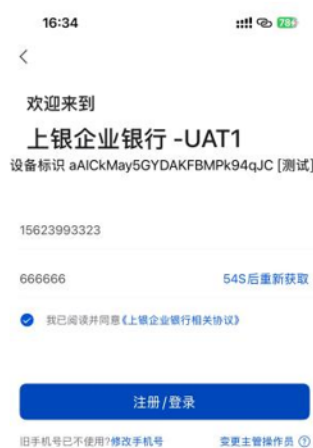 16:34
78
欢迎来到
上银企业银行 -UAT1
设备标识 aAICkMay5GYDAKFBMPk94qJC [测试]
15623993323
666666 54S后重新获取
我已阅读并同意《上银企业银行相关协议》
注册/登录
旧手机号已不使用?修改手机号 变更主管操作员 ?